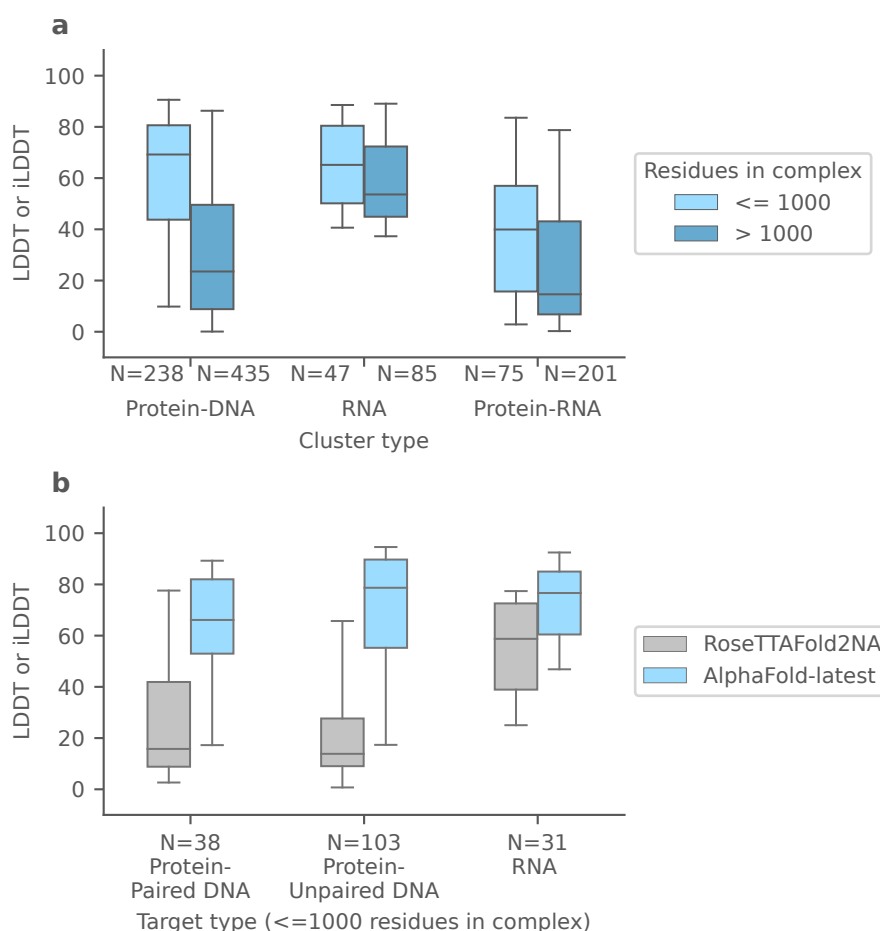 a
100
80
60
40
20
0
LDDT or iLDDT
N=238 N=435 N=47 N=85 N=75 N=201
Protein-DNA RNA Protein-RNA
Cluster type
Residues in complex
<= 1000
> 1000
b
100
80
60
40
20
0
LDDT or iLDDT
N=38 N=103 N=31
Protein- Protein- RNA
Paired DNA Unpaired DNA
Target type (<=1000 residues in complex)
RoseTTAFold2NA
AlphaFold-latest